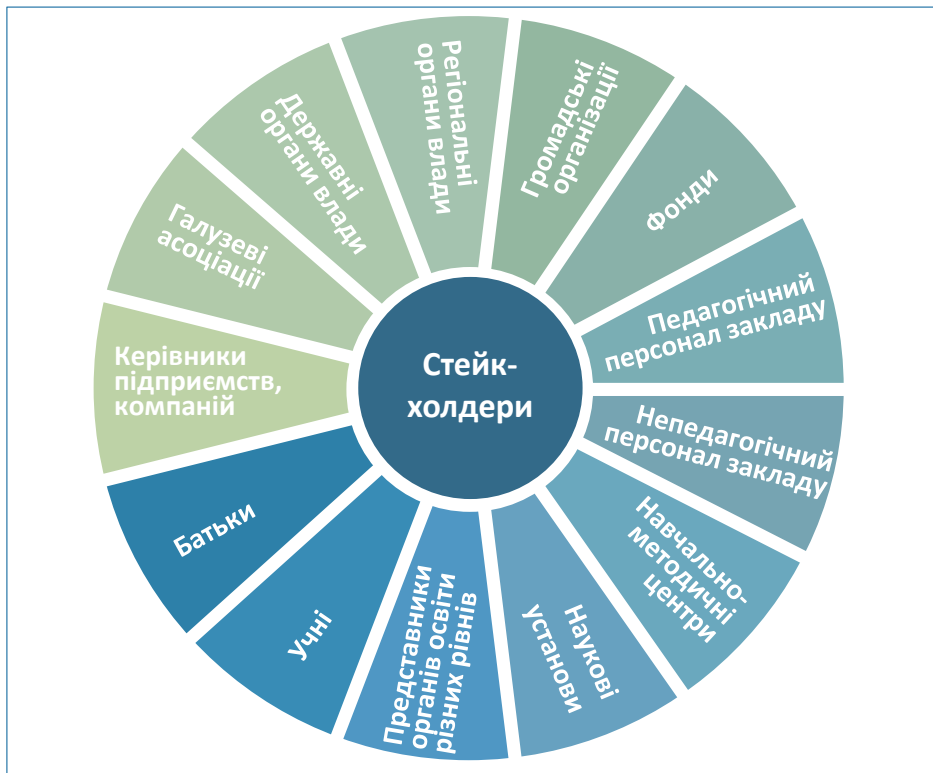 Стейк-
холдери
Регіональні
органи влади
Громадські
організації
Фонди
Педагогічний
персонал закладу
Непедагогічний
персонал закладу
Навчально-
методичні
центри
Наукові
установи
Представники
органів освіти
різних рівнів
Учні
Батьки
Керівники
підприємств,
компаній
Галузеві
асоціації
Державні
органи влади